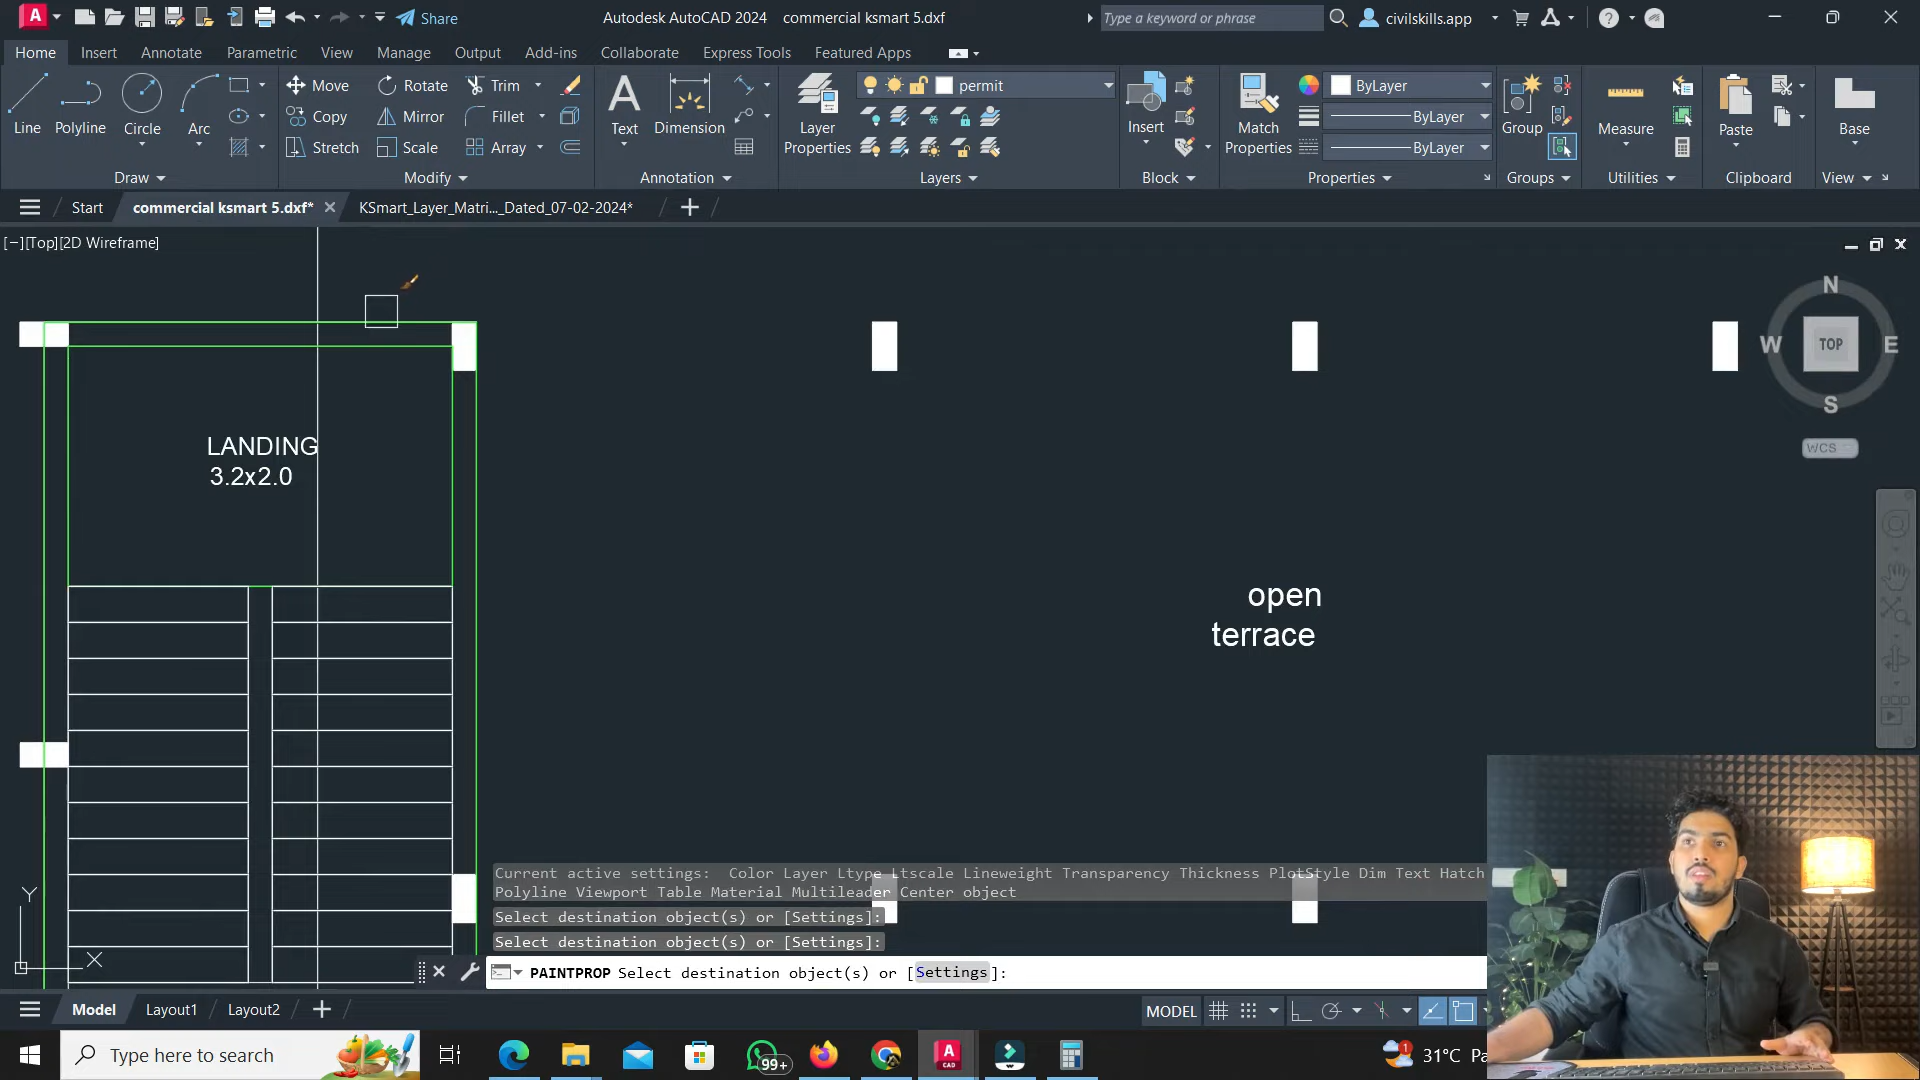 Share
Autodesk AutoCAD 2024 commercial ksmart 5.dxf
Type a keyword or phrase
civilskills.app
Home Insert Annotate Parametric View Manage Output Add-ins Collaborate Express Tools Featured Apps
Line
Polyline
Circle
Arc
Move
Rotate
Trim
Copy
Mirror
Fillet
Stretch
Scale
Array
Text
Dimension
Layer
Properties
permit
Insert
Match
Properties
ByLayer
ByLayer
ByLayer
Group
Measure
Paste
Base
Draw
Modify
Annotation
Layers
Block
Properties
Groups
Utilities
Clipboard
View
Start
commercial ksmart 5.dxf*
KSmart_Layer_Matri..._Dated_07-02-2024*
[−][Top][2D Wireframe]
N
W
TOP
E
S
WCS
LANDING
3.2x2.0
open
terrace
Y
X
Current active settings: Color Layer Ltype Ltscale Lineweight Transparency Thickness PlotStyle Dim Text Hatch
Polyline Viewport Table Material Multileader Center object
Select destination object(s) or [Settings]:
Select destination object(s) or [Settings]:
PAINTPROP Select destination object(s) or [Settings]:
Model
Layout1
Layout2
MODEL
Type here to search
99+
CAD
1
31°C Pa